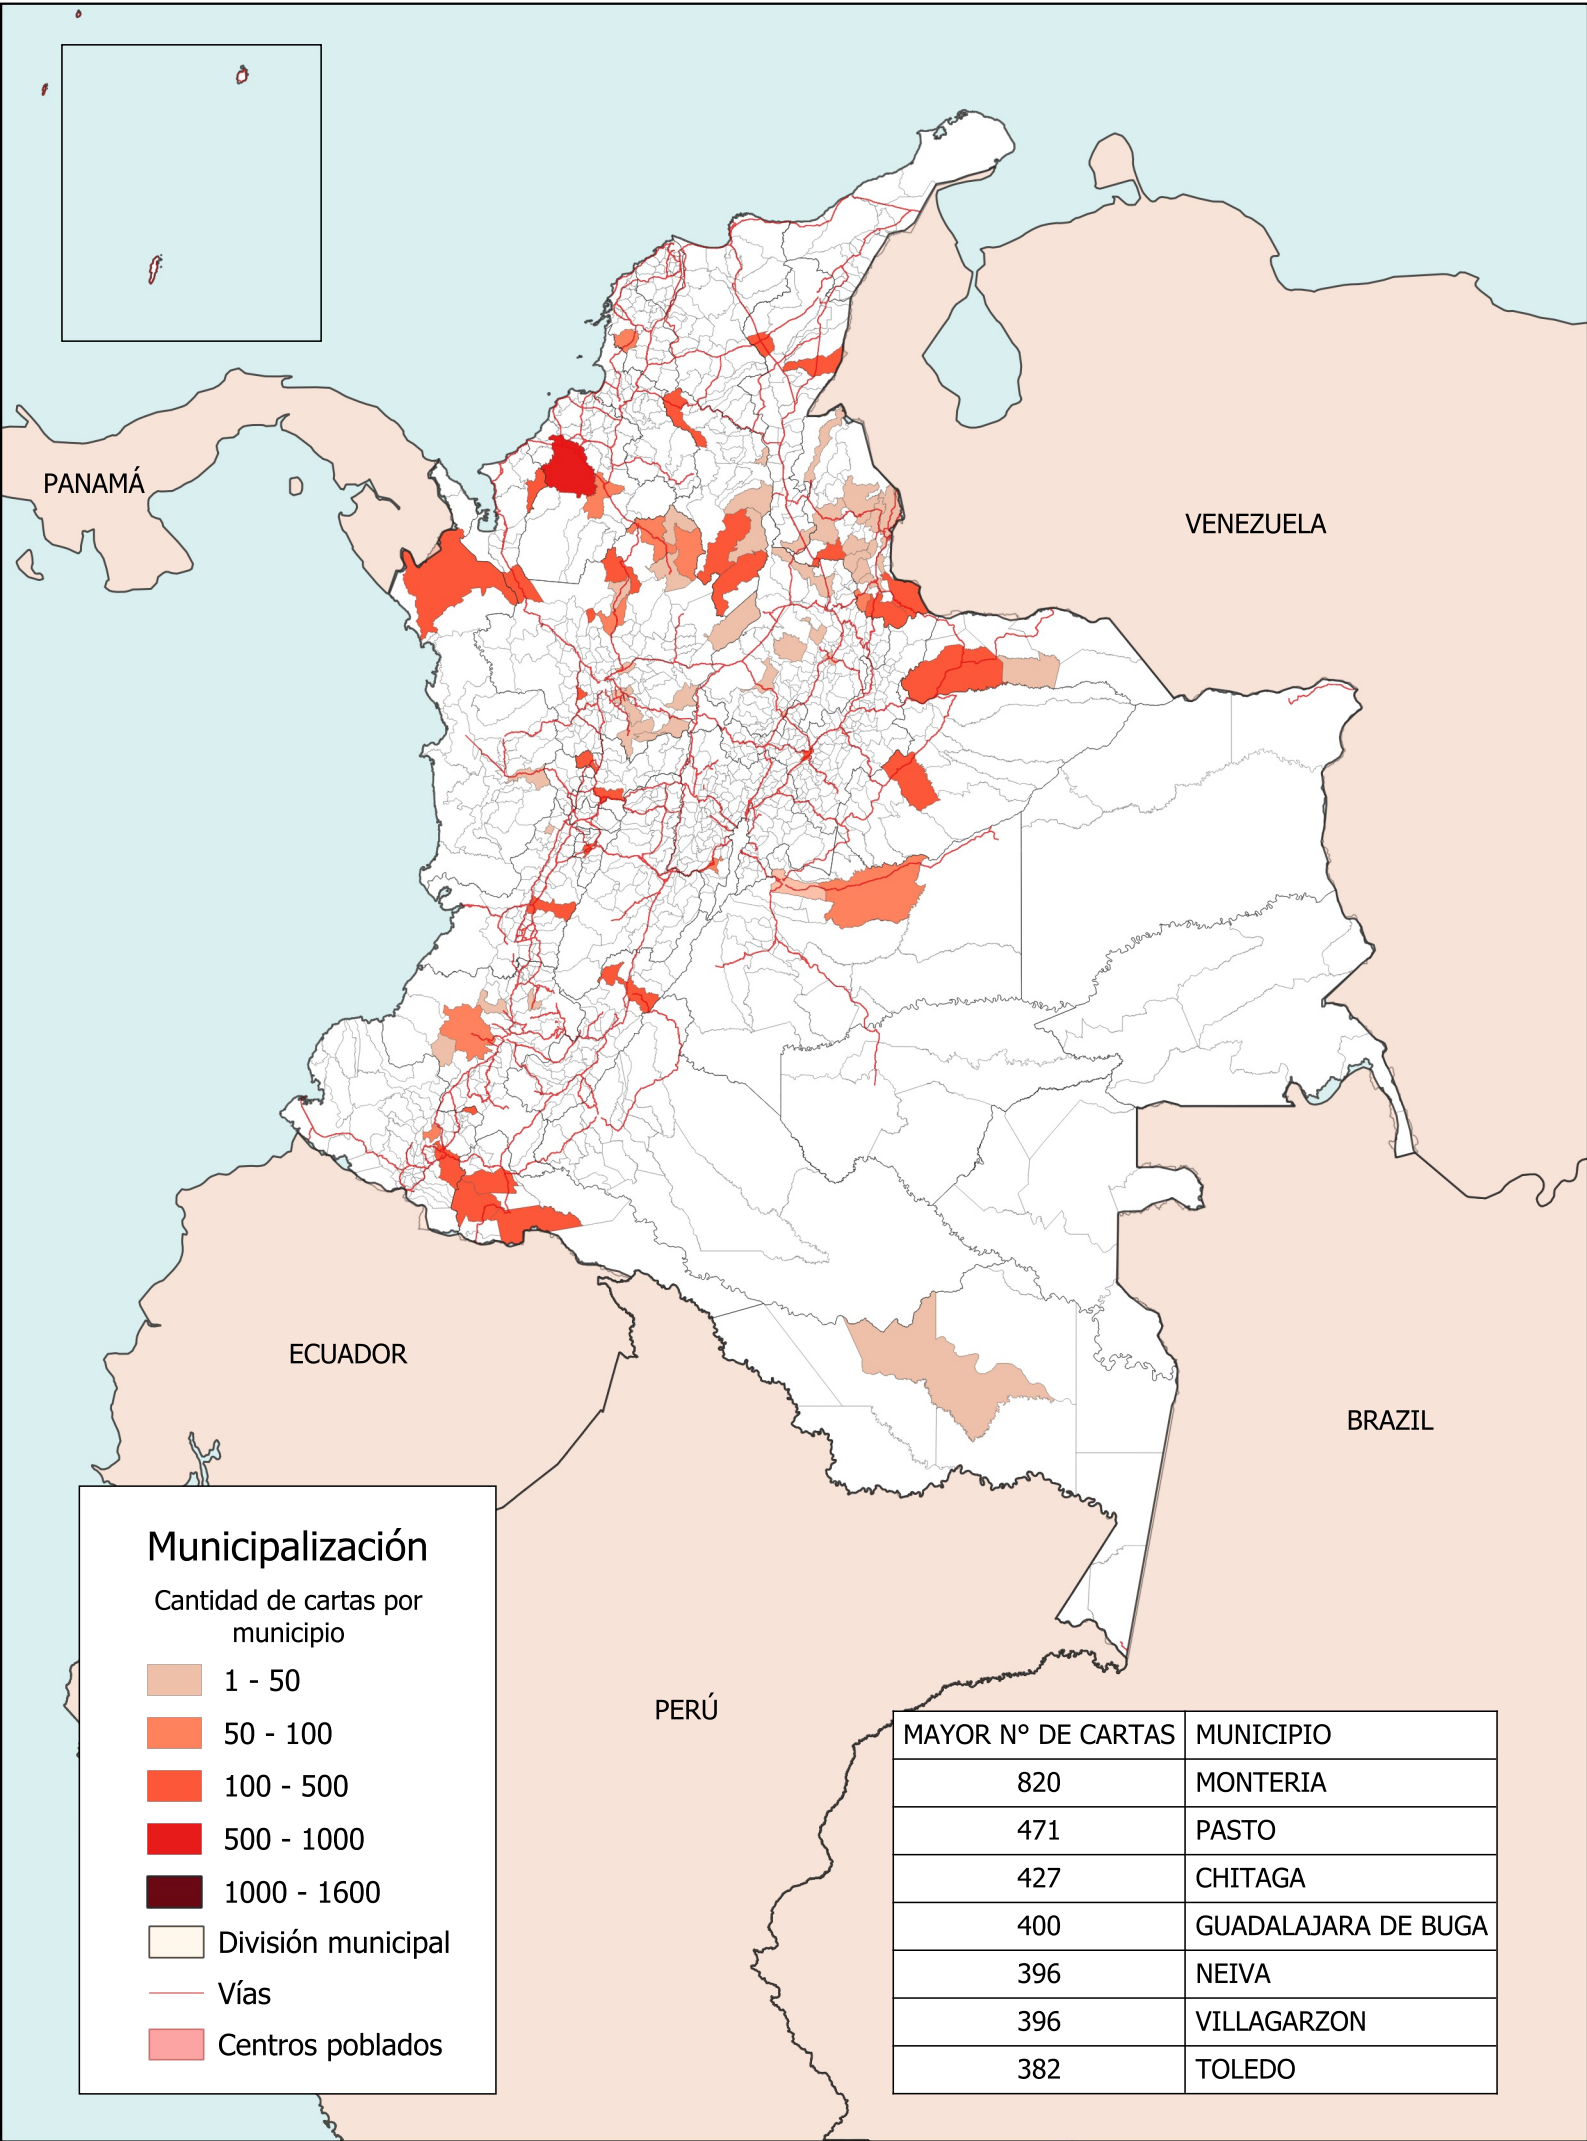 PANAMÁ
VENEZUELA
ECUADOR
BRAZIL
PERÚ
Municipalización
Cantidad de cartas por
municipio
1 - 50
50 - 100
100 - 500
500 - 1000
1000 - 1600
División municipal
Vías
Centros poblados
MAYOR N° DE CARTAS MUNICIPIO
820 MONTERIA
471 PASTO
427 CHITAGA
400 GUADALAJARA DE BUGA
396 NEIVA
396 VILLAGARZON
382 TOLEDO